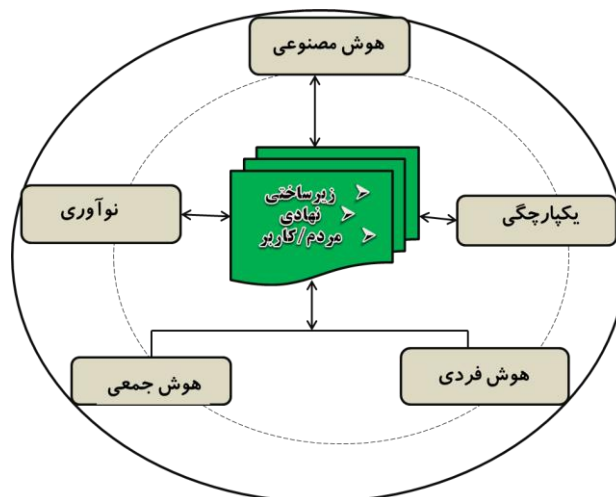 هوش مصنوعی
زیرساختی
نهادی
مردم/کاربر
یکپارچگی
نوآوری
هوش فردی
هوش جمعی